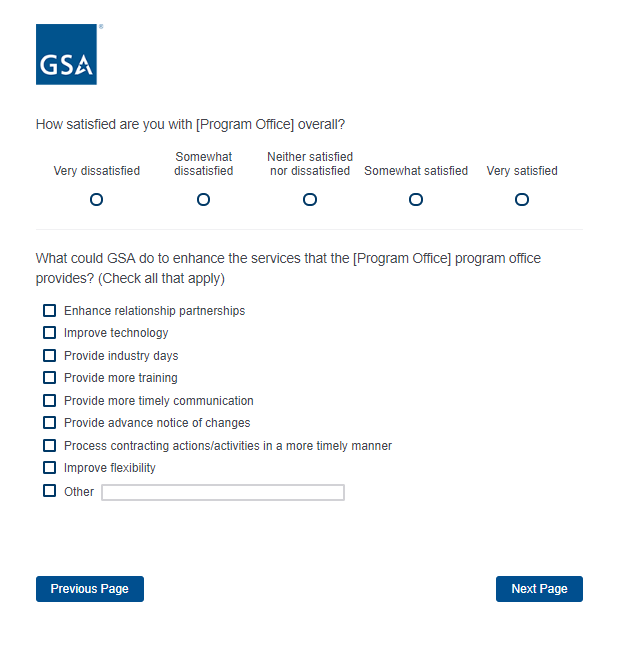 GSA
®
How satisfied are you with [Program Office] overall?
Very dissatisfied
Somewhat
dissatisfied
Neither satisfied
nor dissatisfied
Somewhat satisfied
Very satisfied
What could GSA do to enhance the services that the [Program Office] program office
provides? (Check all that apply)
Enhance relationship partnerships
Improve technology
Provide industry days
Provide more training
Provide more timely communication
Provide advance notice of changes
Process contracting actions/activities in a more timely manner
Improve flexibility
Other
Previous Page
Next Page